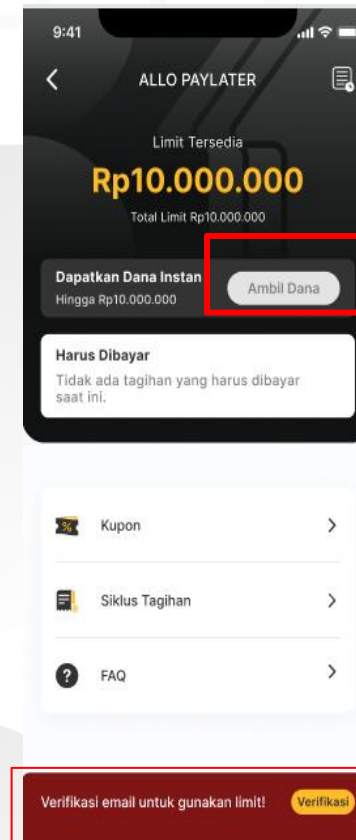 9:41
ALLO PAYLATER
Limit Tersedia
Rp10.000.000
Total Limit Rp10.000.000
Dapatkan Dana Instan
Hingga Rp10.000.000
Ambil Dana
Harus Dibayar
Tidak ada tagihan yang harus dibayar
saat ini.
%
Kupon
Siklus Tagihan
?
FAQ
Verifikasi email untuk gunakan limit!
Verifikasi